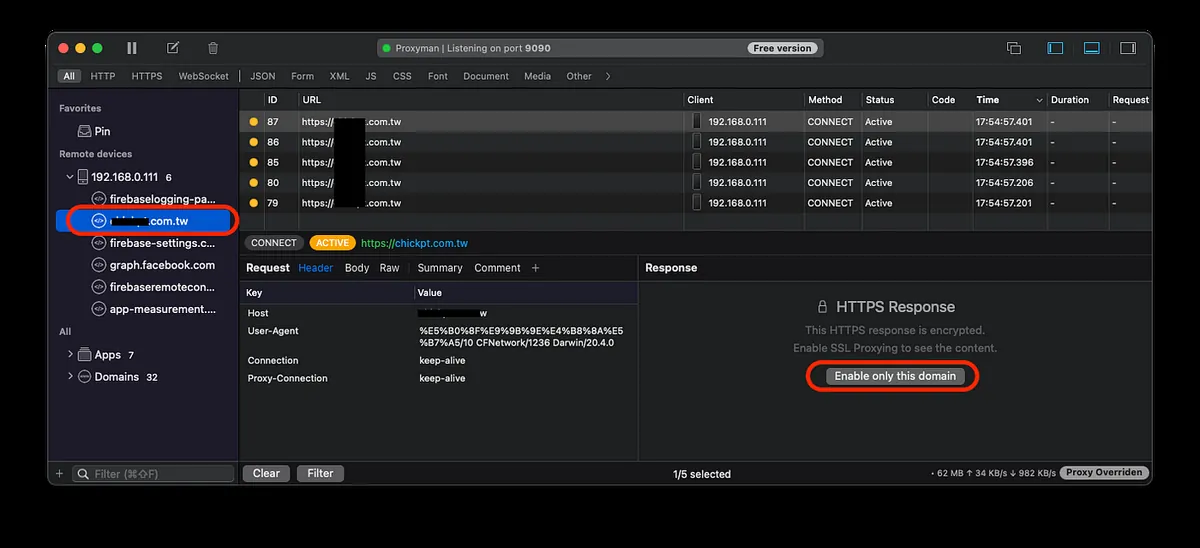 Proxyman | Listening on port 9090 Free version
All HTTP HTTPS WebSocket JSON Form XML JS CSS Font Document Media Other
Favorites
Pin
Remote devices
192.168.0.111 6
firebaselogging-pa...
.com.tw
firebase-settings.c...
graph.facebook.com
firebaseremotecon...
app-measurement....
All
Apps 7
Domains 32
Filter (⌘⇧F)
ID URL Client Method Status Code Time Duration Request
87 https:// .com.tw 192.168.0.111 CONNECT Active 17:54:57.401 - -
86 https:// .com.tw 192.168.0.111 CONNECT Active 17:54:57.401 - -
85 https:// .com.tw 192.168.0.111 CONNECT Active 17:54:57.396 - -
80 https:// .com.tw 192.168.0.111 CONNECT Active 17:54:57.206 - -
79 https:// .com.tw 192.168.0.111 CONNECT Active 17:54:57.201 - -
CONNECT ACTIVE https://chickpt.com.tw
Request Header Body Raw Summary Comment +
Key Value
Host w
User-Agent %E5%B0%8F%E9%9B%9E%E4%B8%8A%E5
%B7%A5/10 CFNetwork/1236 Darwin/20.4.0
Connection keep-alive
Proxy-Connection keep-alive
Response
HTTPS Response
This HTTPS response is encrypted.
Enable SSL Proxying to see the content.
Enable only this domain
Clear Filter 1/5 selected • 62 MB ↑ 34 KB/s ↓ 982 KB/s Proxy Overriden